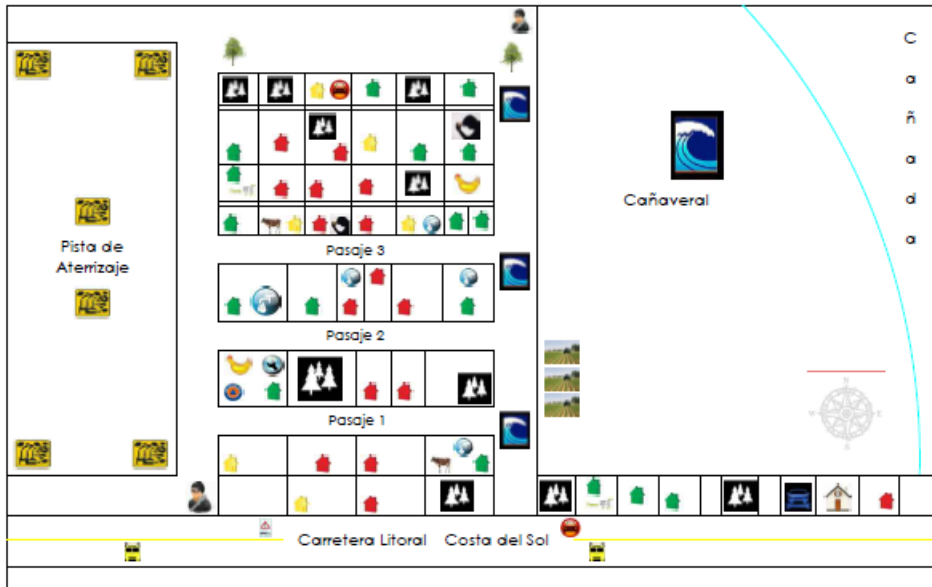 C
a
ñ
a
d
a
Cañaveral
Pista de
Aterrizaje
Pasaje 3
Pasaje 2
Pasaje 1
N
W
E
S
Carretera Litoral Costa del Sol